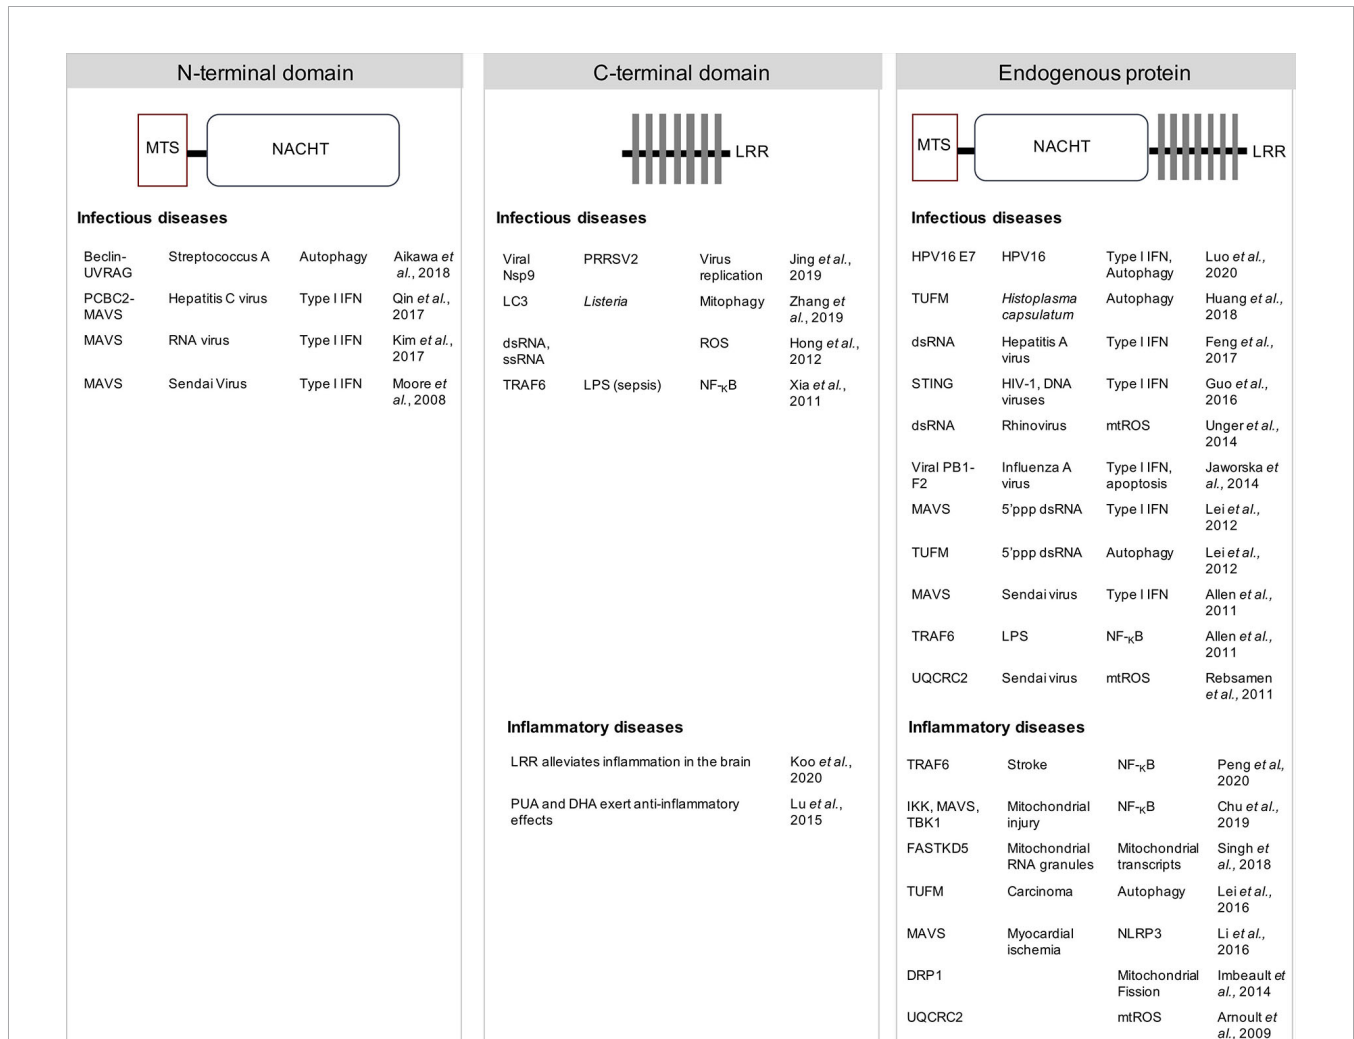 N-terminal domain
MTS
NACHT
Infectious diseases
Beclin- Streptococcus A Autophagy Aikawa et
UVRAG al., 2018
PCBC2- Hepatitis C virus Type I IFN Qin et al.,
MAVS 2017
MAVS RNA virus Type I IFN Kim et al.,
2017
MAVS Sendai Virus Type I IFN Moore et
al., 2008
C-terminal domain
LRR
Infectious diseases
Viral PRRSV2 Virus Jing et al.,
Nsp9 replication 2019
LC3 Listeria Mitophagy Zhang et
al., 2019
dsRNA, ROS Hong et al.,
ssRNA 2012
TRAF6 LPS (sepsis) NF-κB Xia et al.,
2011
Inflammatory diseases
LRR alleviates inflammation in the brain Koo et al.,
2020
PUA and DHA exert anti-inflammatory Lu et al.,
effects 2015
Endogenous protein
MTS
NACHT
LRR
Infectious diseases
HPV16 E7 HPV16 Type I IFN, Luo et al.,
Autophagy 2020
TUFM Histoplasma Autophagy Huang et al.,
capsulatum 2018
dsRNA Hepatitis A Type I IFN Feng et al.,
virus 2017
STING HIV-1, DNA Type I IFN Guo et al.,
viruses 2016
dsRNA Rhinovirus mtROS Unger et al.,
2014
Viral PB1- Influenza A Type I IFN, Jaworska et
F2 virus apoptosis al., 2014
MAVS 5’ppp dsRNA Type I IFN Lei et al.,
2012
TUFM 5’ppp dsRNA Autophagy Lei et al.,
2012
MAVS Sendai virus Type I IFN Allen et al.,
2011
TRAF6 LPS NF-κB Allen et al.,
2011
UQCRC2 Sendai virus mtROS Rebsamen
et al., 2011
Inflammatory diseases
TRAF6 Stroke NF-κB Peng et al,
2020
IKK, MAVS, Mitochondrial NF-κB Chu et al.,
TBK1 injury 2019
FASTKD5 Mitochondrial Mitochondrial Singh et
RNA granules transcripts al., 2018
TUFM Carcinoma Autophagy Lei et al.,
2016
MAVS Myocardial NLRP3 Li et al.,
ischemia 2016
DRP1 Mitochondrial Imbeault et
Fission al., 2014
UQCRC2 mtROS Arnoult et
al., 2009